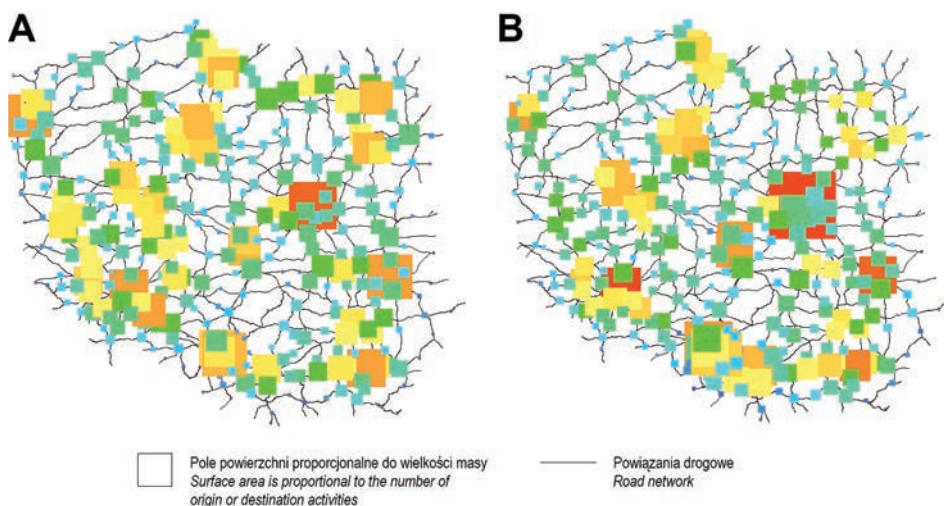 A
B
Pole powierzchni proporcjonalne do wielkości masy
Surface area is proportional to the number of
origin or destination activities
Powiązania drogowe
Road network